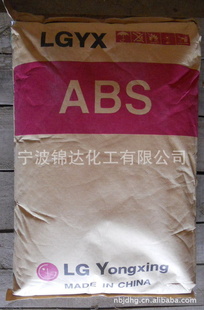 LGYX
ABS
宁波锦达化工有限公司
LG Yongxing
MADE IN CHINA
nbjdhg.cn.alibaba.com